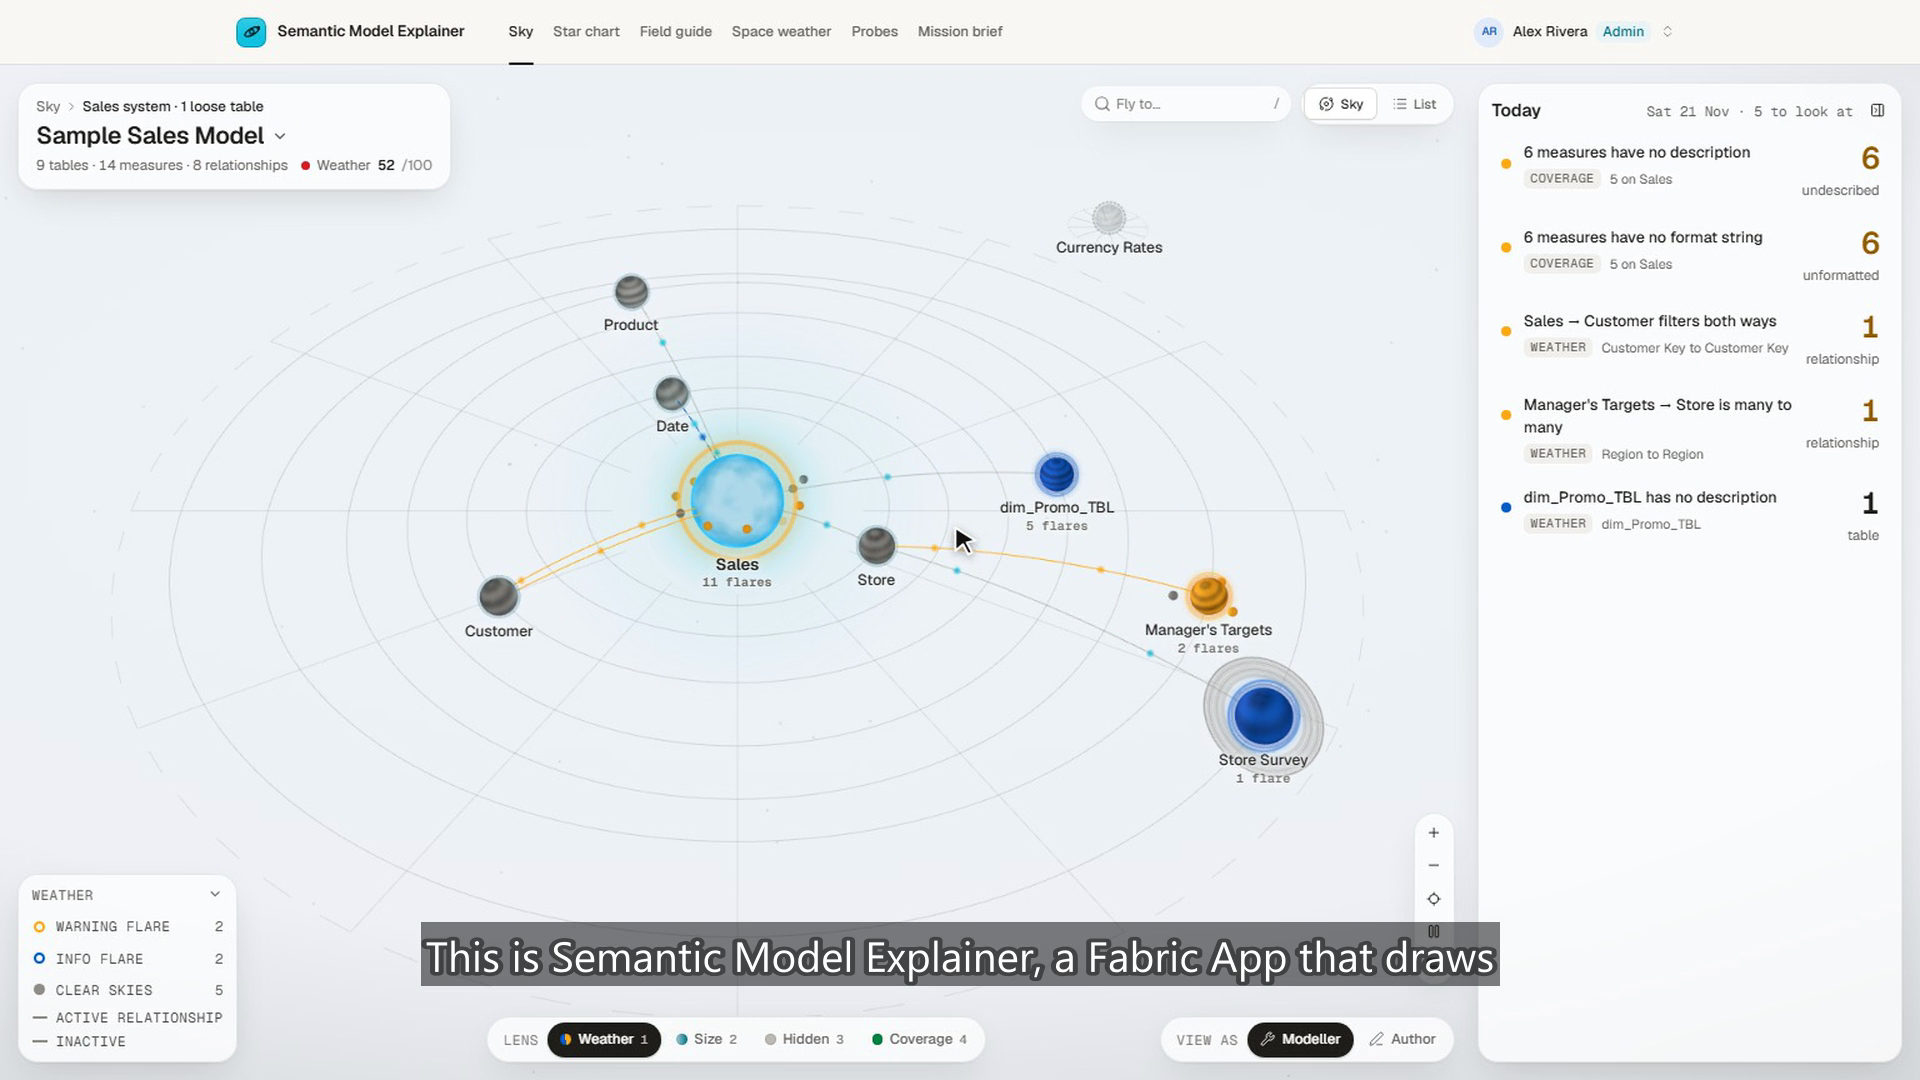 Semantic Model Explainer
Sky
Star chart
Field guide
Space weather
Probes
Mission brief
AR
Alex Rivera
Admin
Sky › Sales system · 1 loose table
Sample Sales Model
9 tables · 14 measures · 8 relationships
Weather 52 /100
Fly to...
/
Sky
List
Today
Sat 21 Nov · 5 to look at
6 measures have no description
6
COVERAGE
5 on Sales
undescribed
6 measures have no format string
6
COVERAGE
5 on Sales
unformatted
Sales → Customer filters both ways
1
WEATHER
Customer Key to Customer Key
relationship
Manager's Targets → Store is many to
many
1
relationship
WEATHER
Region to Region
dim_Promo_TBL has no description
1
WEATHER
dim_Promo_TBL
table
Currency Rates
Product
Date
dim_Promo_TBL
5 flares
Sales
11 flares
Store
Customer
Manager's Targets
2 flares
Store Survey
1 flare
WEATHER
WARNING FLARE 2
INFO FLARE 2
CLEAR SKIES 5
ACTIVE RELATIONSHIP
INACTIVE
This is Semantic Model Explainer, a Fabric App that draws
LENS
Weather 1
Size 2
Hidden 3
Coverage 4
VIEW AS
Modeller
Author